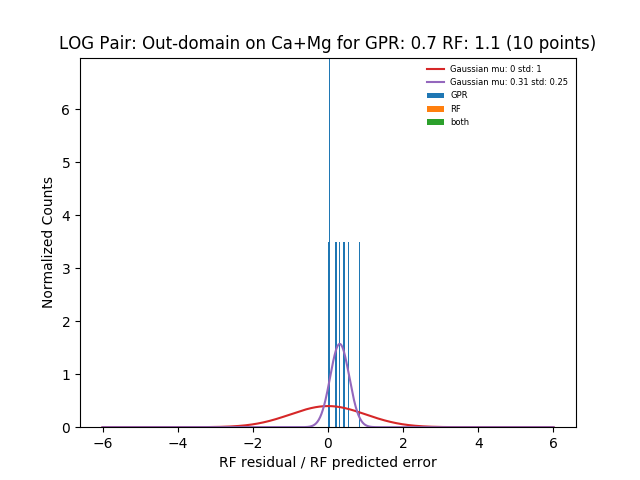 LOG Pair: Out-domain on Ca+Mg for GPR: 0.7 RF: 1.1 (10 points)
Gaussian mu: 0 std: 1
Gaussian mu: 0.31 std: 0.25
GPR
RF
both
Normalized Counts
6
5
4
3
2
1
0
−6 −4 −2 0 2 4 6
RF residual / RF predicted error